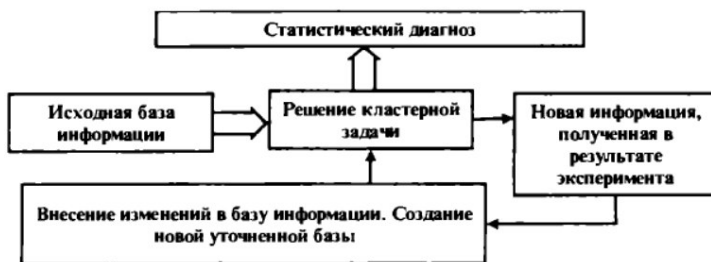 Статистический диагноз
Исходная база
информации
Решение кластерной
задачи
Новая информация,
полученная в
результате
эксперимента
Внесение изменений в базу информации. Создание
новой уточненной базы